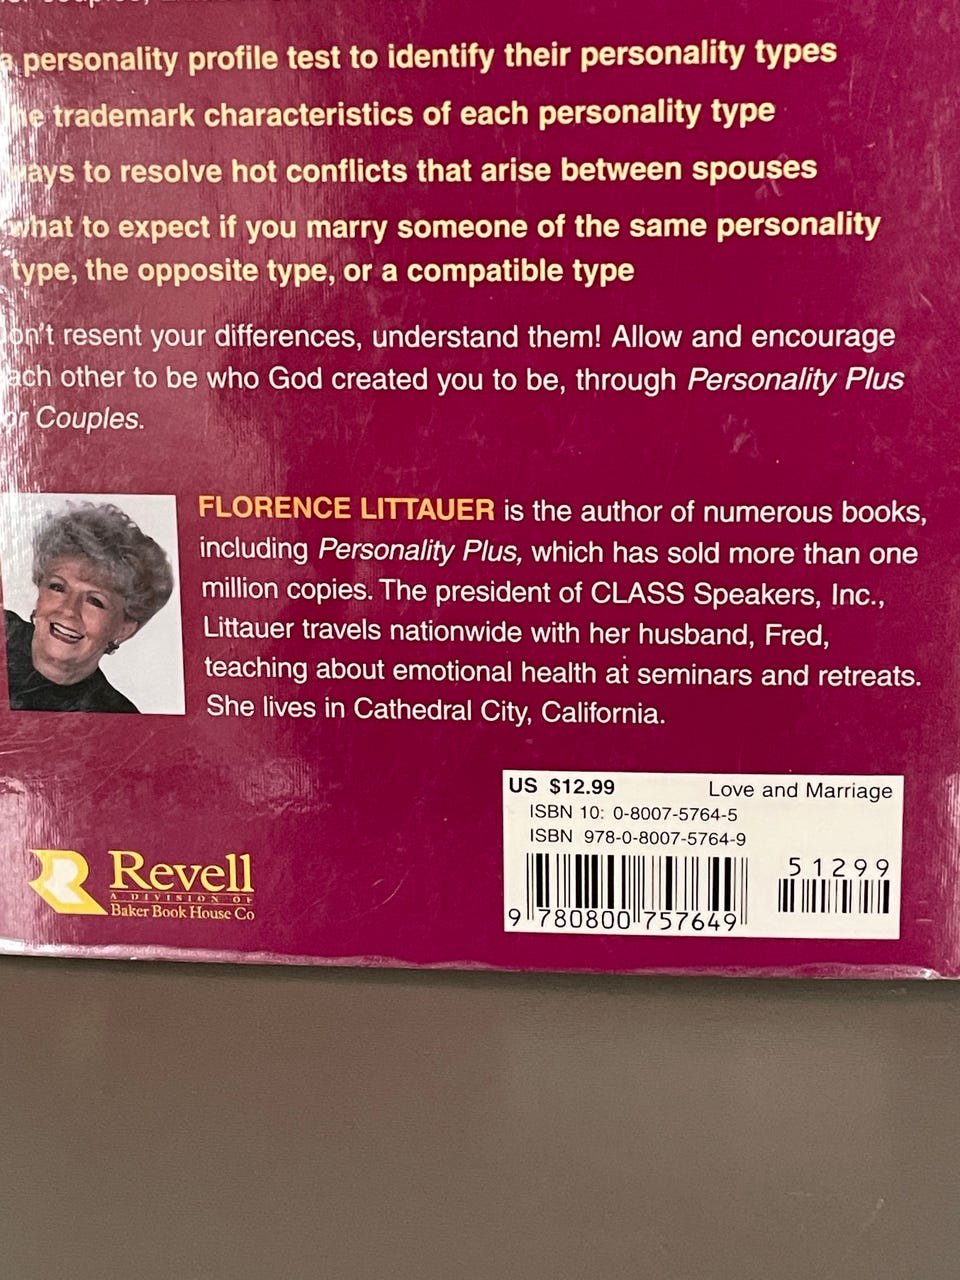 personality profile test to identify their personality types
trademark characteristics of each personality type
ways to resolve hot conflicts that arise between spouses
what to expect if you marry someone of the same personality
type, the opposite type, or a compatible type
on't resent your differences, understand them! Allow and encourage
ach other to be who God created you to be, through Personality Plus
or Couples.
FLORENCE LITTAUER is the author of numerous books,
including Personality Plus, which has sold more than one
million copies. The president of CLASS Speakers, Inc.,
Littauer travels nationwide with her husband, Fred,
teaching about emotional health at seminars and retreats.
She lives in Cathedral City, California.
US $12.99 Love and Marriage
ISBN 10: 0-8007-5764-5
ISBN 978-0-8007-5764-9
51299
9 780800 757649
Revell
A DIVISION OF
Baker Book House Co